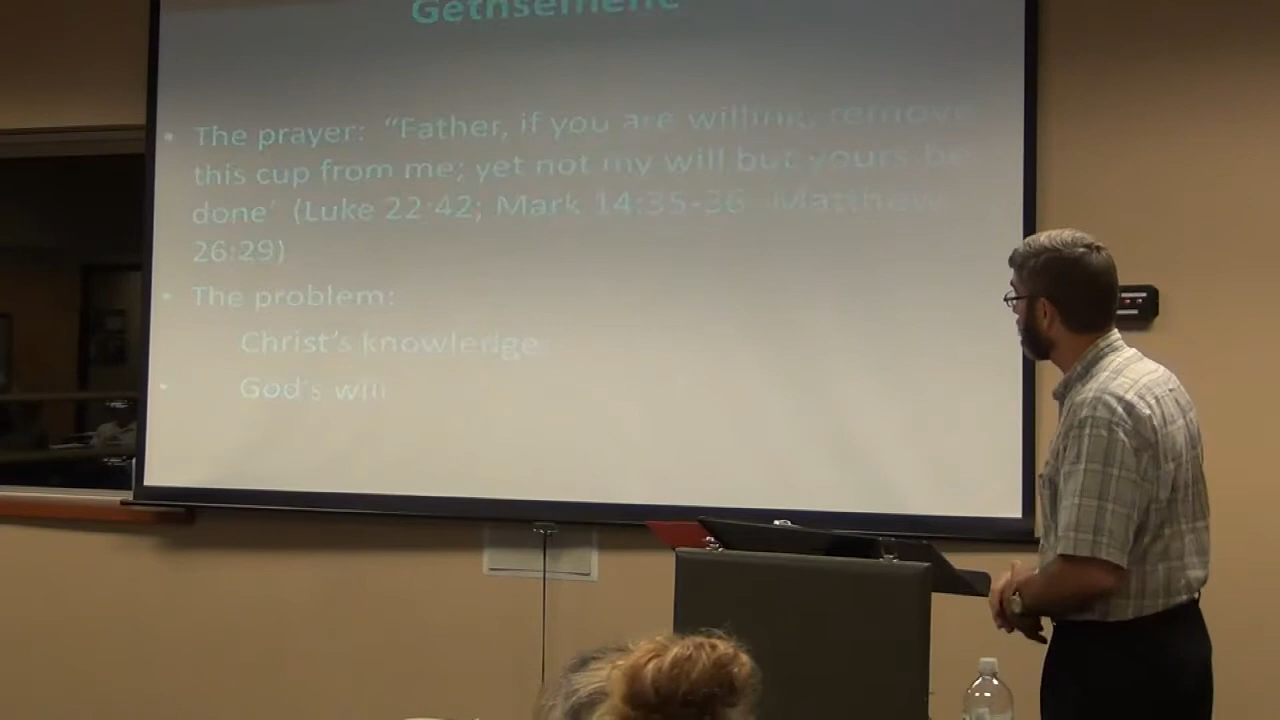 Gethsemene
• The prayer: “Father, if you are willing, remove
this cup from me; yet not my will but yours be
done’ (Luke 22:42; Mark 14:35-36 Matthew
26:29)
• The problem:
Christ’s knowledge
• God’s will